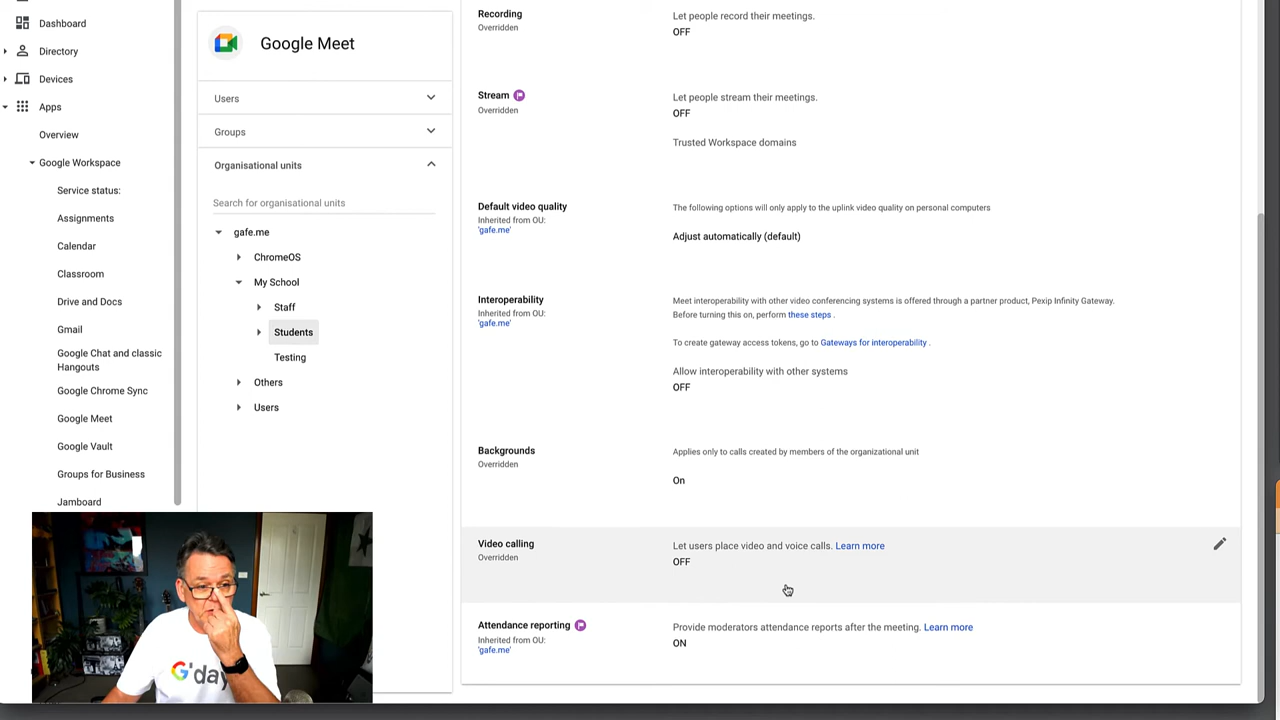 Dashboard
Directory
Devices
Apps
Overview
Google Workspace
Service status:
Assignments
Calendar
Classroom
Drive and Docs
Gmail
Google Chat and classic
Hangouts
Google Chrome Sync
Google Meet
Google Vault
Groups for Business
Jamboard
Google Meet
Users
Groups
Organisational units
Search for organisational units
gafe.me
ChromeOS
My School
Staff
Students
Testing
Others
Users
Recording
Overridden
Let people record their meetings.
OFF
Stream
Overridden
Let people stream their meetings.
OFF
Trusted Workspace domains
Default video quality
Inherited from OU:
'gafe.me'
The following options will only apply to the uplink video quality on personal computers
Adjust automatically (default)
Interoperability
Inherited from OU:
'gafe.me'
Meet interoperability with other video conferencing systems is offered through a partner product, Pexip Infinity Gateway.
Before turning this on, perform these steps .
To create gateway access tokens, go to Gateways for interoperability .
Allow interoperability with other systems
OFF
Backgrounds
Overridden
Applies only to calls created by members of the organizational unit
On
Video calling
Overridden
Let users place video and voice calls. Learn more
OFF
Attendance reporting
Inherited from OU:
'gafe.me'
Provide moderators attendance reports after the meeting. Learn more
ON
G'day